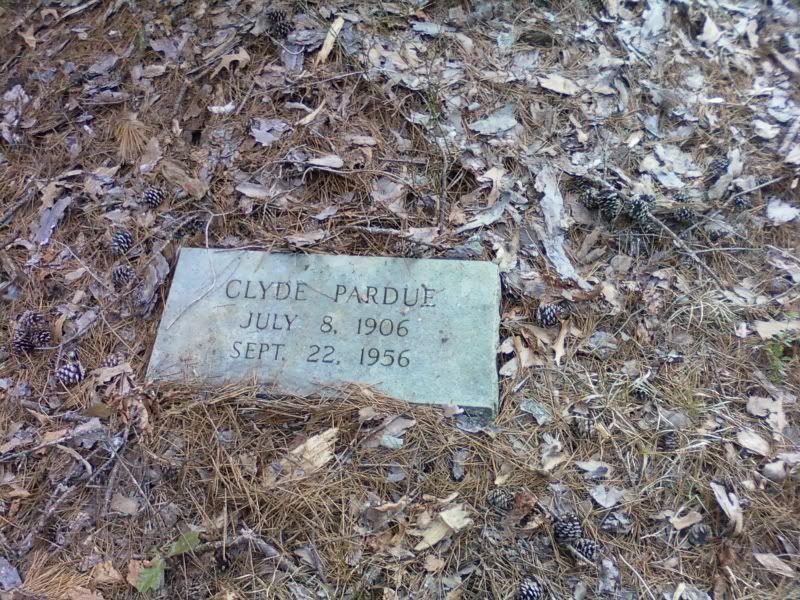 CLYDE PARDUE
JULY 8, 1906
SEPT. 22, 1956